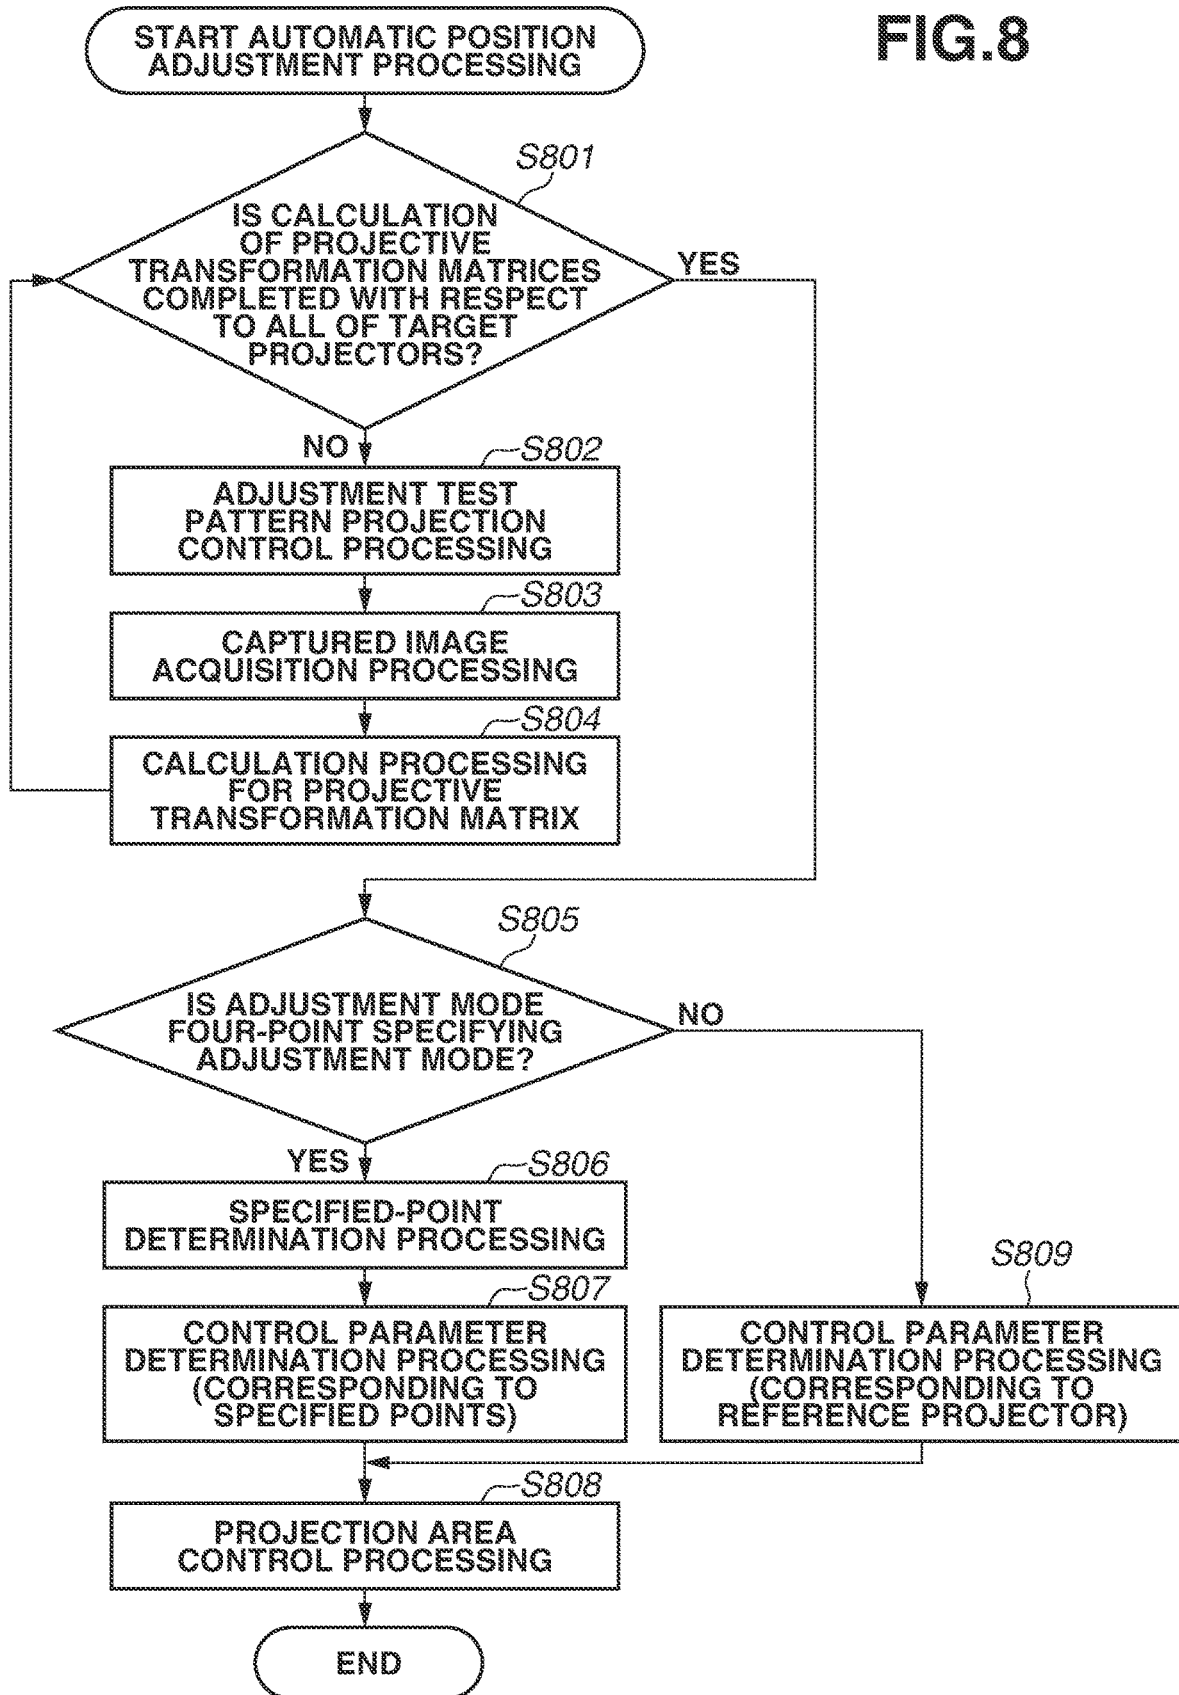 FIG.8
START AUTOMATIC POSITION
ADJUSTMENT PROCESSING
S801
IS CALCULATION
OF PROJECTIVE
TRANSFORMATION MATRICES
COMPLETED WITH RESPECT
TO ALL OF TARGET
PROJECTORS?
YES
NO
S802
ADJUSTMENT TEST
PATTERN PROJECTION
CONTROL PROCESSING
S803
CAPTURED IMAGE
ACQUISITION PROCESSING
S804
CALCULATION PROCESSING
FOR PROJECTIVE
TRANSFORMATION MATRIX
S805
IS ADJUSTMENT MODE
FOUR-POINT SPECIFYING
ADJUSTMENT MODE?
NO
YES
S806
SPECIFIED-POINT
DETERMINATION PROCESSING
S807
CONTROL PARAMETER
DETERMINATION PROCESSING
(CORRESPONDING TO
SPECIFIED POINTS)
S809
CONTROL PARAMETER
DETERMINATION PROCESSING
(CORRESPONDING TO
REFERENCE PROJECTOR)
S808
PROJECTION AREA
CONTROL PROCESSING
END